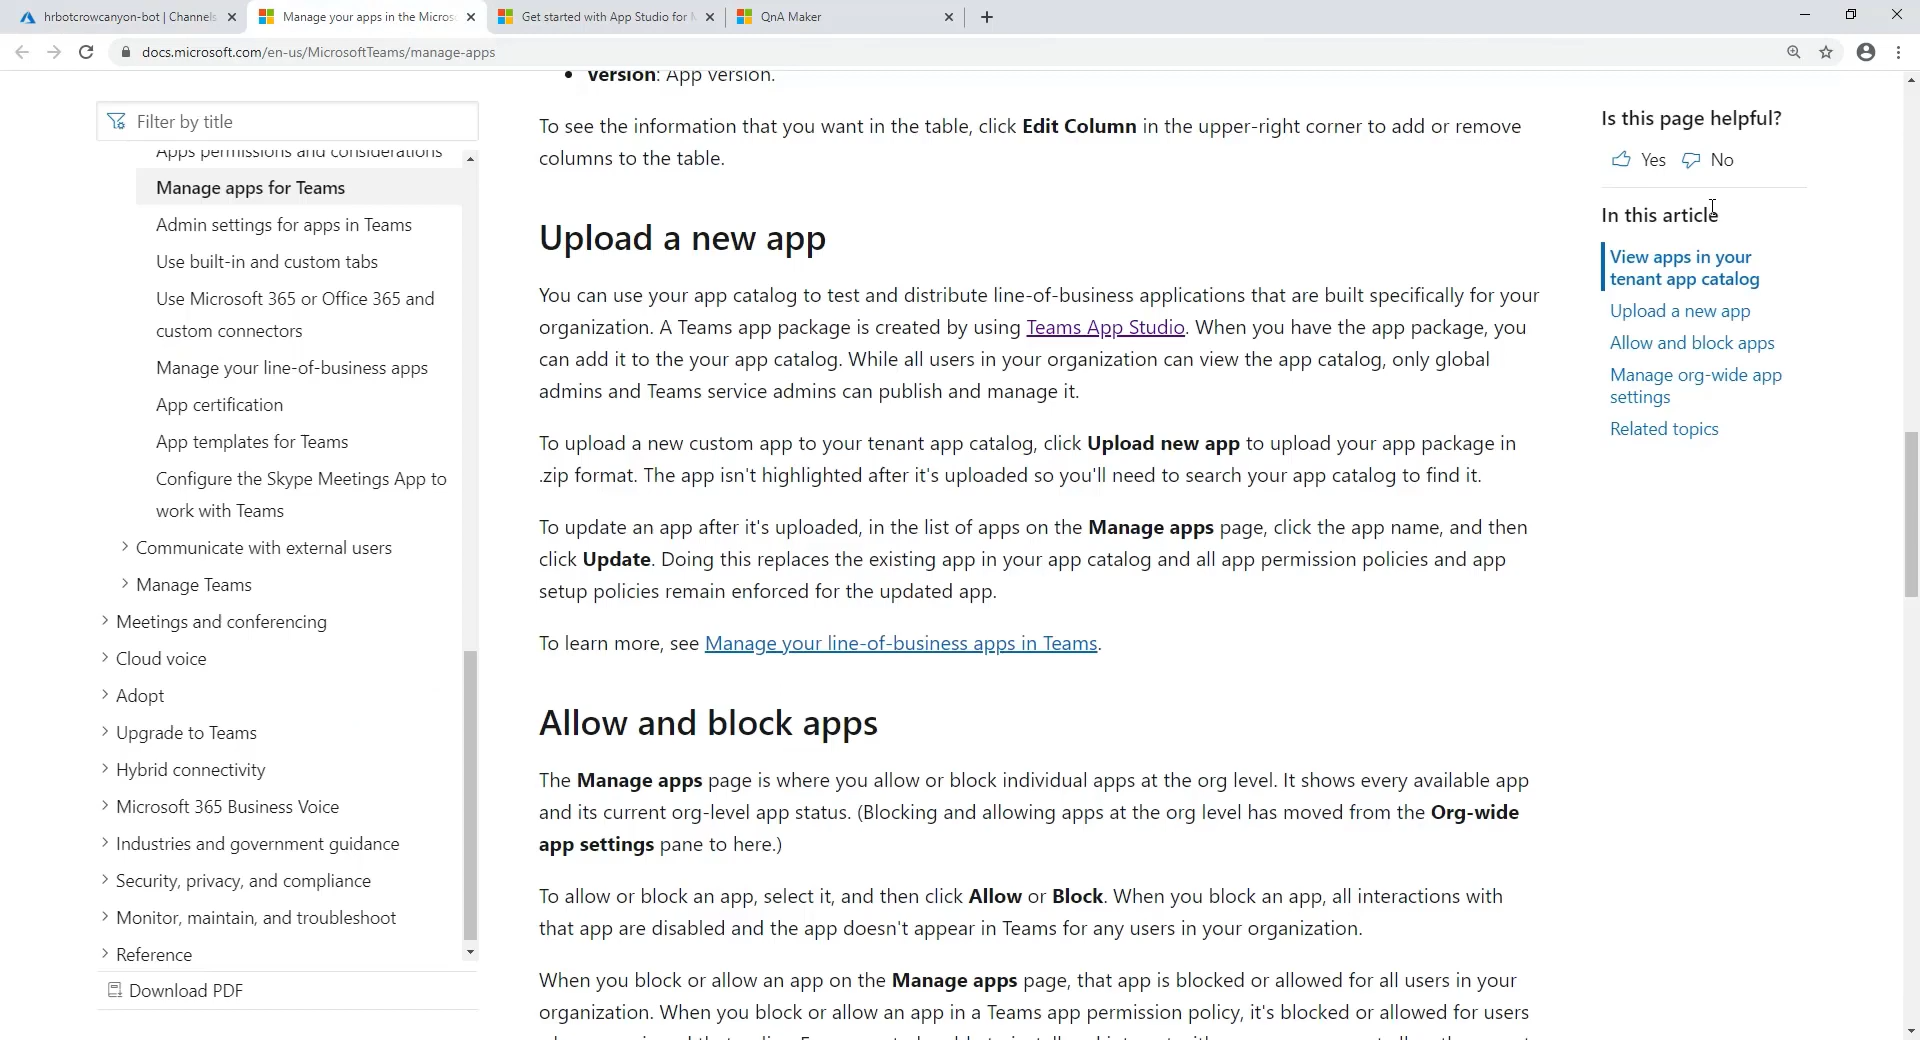 hrbotcrowcanyon-bot | Channels
Manage your apps in the Micros
Get started with App Studio for
QnA Maker
docs.microsoft.com/en-us/MicrosoftTeams/manage-apps
Filter by title
Apps permissions and considerations
Manage apps for Teams
Admin settings for apps in Teams
Use built-in and custom tabs
Use Microsoft 365 or Office 365 and
custom connectors
Manage your line-of-business apps
App certification
App templates for Teams
Configure the Skype Meetings App to
work with Teams
Communicate with external users
Manage Teams
Meetings and conferencing
Cloud voice
Adopt
Upgrade to Teams
Hybrid connectivity
Microsoft 365 Business Voice
Industries and government guidance
Security, privacy, and compliance
Monitor, maintain, and troubleshoot
Reference
Download PDF
• Version: App version.
To see the information that you want in the table, click Edit Column in the upper-right corner to add or remove
columns to the table.
Upload a new app
You can use your app catalog to test and distribute line-of-business applications that are built specifically for your
organization. A Teams app package is created by using Teams App Studio. When you have the app package, you
can add it to the your app catalog. While all users in your organization can view the app catalog, only global
admins and Teams service admins can publish and manage it.
To upload a new custom app to your tenant app catalog, click Upload new app to upload your app package in
.zip format. The app isn't highlighted after it's uploaded so you'll need to search your app catalog to find it.
To update an app after it's uploaded, in the list of apps on the Manage apps page, click the app name, and then
click Update. Doing this replaces the existing app in your app catalog and all app permission policies and app
setup policies remain enforced for the updated app.
To learn more, see Manage your line-of-business apps in Teams.
Allow and block apps
The Manage apps page is where you allow or block individual apps at the org level. It shows every available app
and its current org-level app status. (Blocking and allowing apps at the org level has moved from the Org-wide
app settings pane to here.)
To allow or block an app, select it, and then click Allow or Block. When you block an app, all interactions with
that app are disabled and the app doesn't appear in Teams for any users in your organization.
When you block or allow an app on the Manage apps page, that app is blocked or allowed for all users in your
organization. When you block or allow an app in a Teams app permission policy, it's blocked or allowed for users
Is this page helpful?
Yes No
In this article
View apps in your
tenant app catalog
Upload a new app
Allow and block apps
Manage org-wide app
settings
Related topics